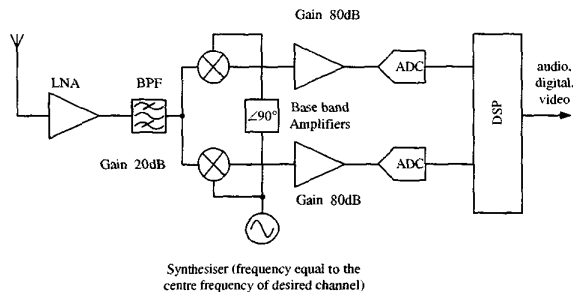 Gain 80dB
LNA
BPF
ADC
audio,
digital,
video
∠90°
Base band
Amplifiers
DSP
Gain 20dB
ADC
Gain 80dB
Synthesiser (frequency equal to the
centre frequency of desired channel)